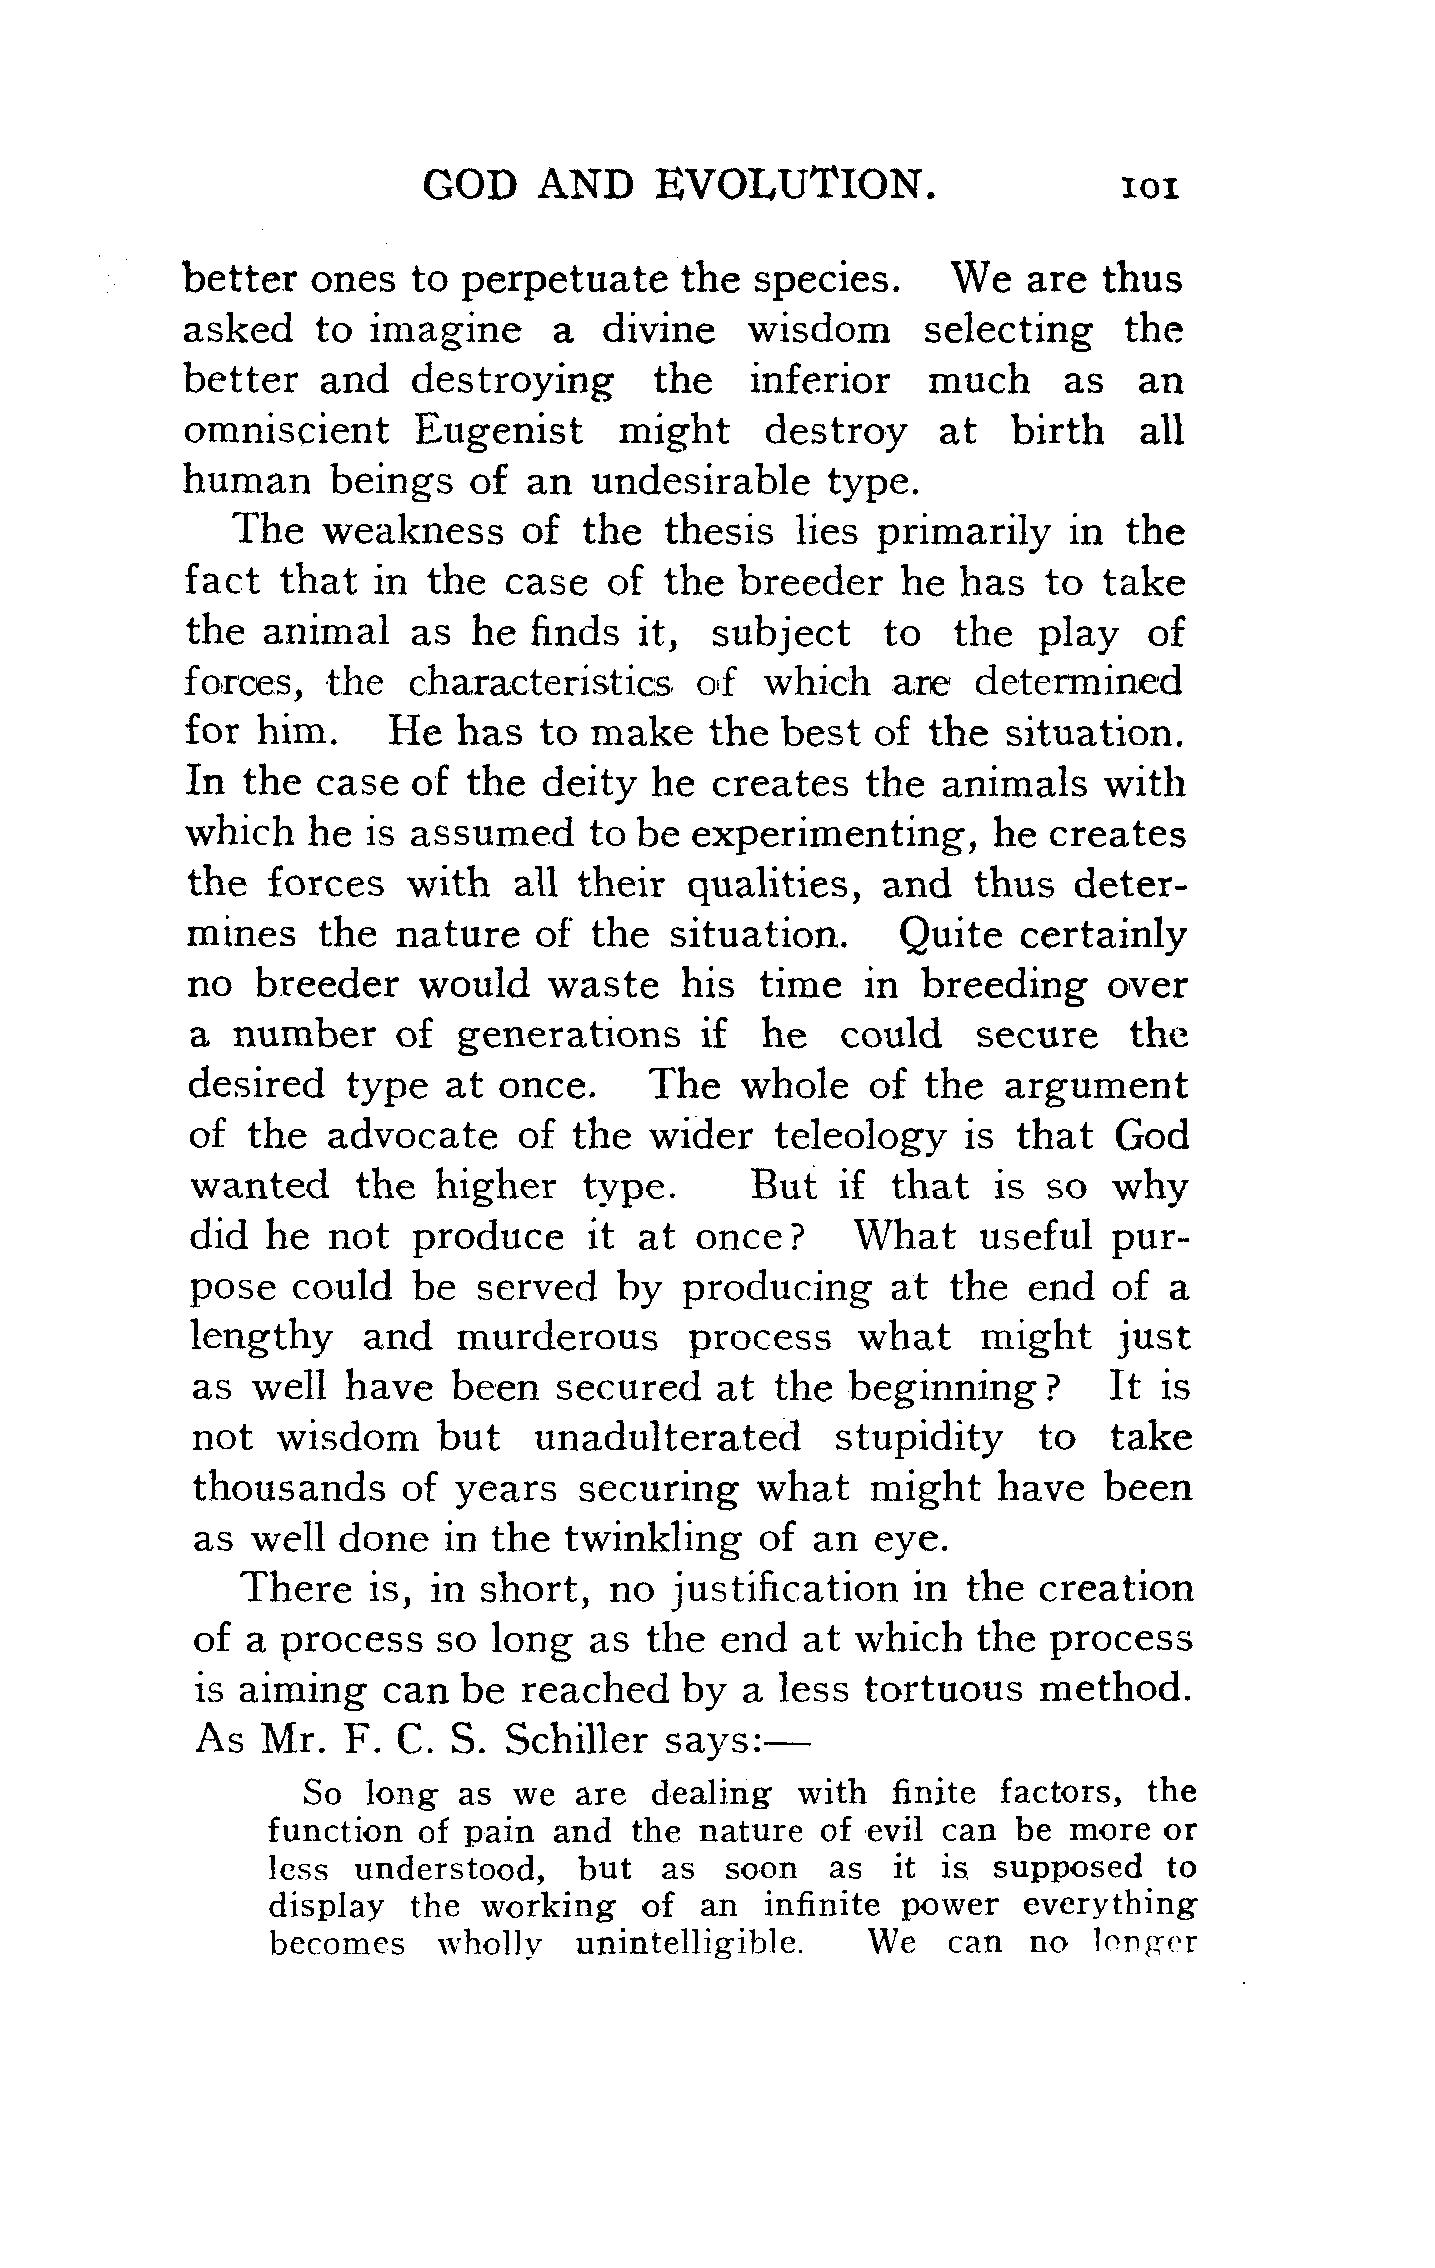 GOD AND EVOLUTION. 101
better ones to perpetuate the species. We are thus
asked to imagine a divine wisdom selecting the
better and destroying the inferior much as an
omniscient Eugenist might destroy at birth all
human beings of an undesirable type.
The weakness of the thesis lies primarily in the
fact that in the case of the breeder he has to take
the animal as he finds it, subject to the play of
forces, the characteristics of which are determined
for him. He has to make the best of the situation.
In the case of the deity he creates the animals with
which he is assumed to be experimenting, he creates
the forces with all their qualities, and thus deter-
mines the nature of the situation. Quite certainly
no breeder would waste his time in breeding over
a number of generations if he could secure the
desired type at once. The whole of the argument
of the advocate of the wider teleology is that God
wanted the higher type. But if that is so why
did he not produce it at once? What useful pur-
pose could be served by producing at the end of a
lengthy and murderous process what might just
as well have been secured at the beginning? It is
not wisdom but unadulterated stupidity to take
thousands of years securing what might have been
as well done in the twinkling of an eye.
There is, in short, no justification in the creation
of a process so long as the end at which the process
is aiming can be reached by a less tortuous method.
As Mr. F. C. S. Schiller says:—
So long as we are dealing with finite factors, the
function of pain and the nature of evil can be more or
less understood, but as soon as it is supposed to
display the working of an infinite power everything
becomes wholly unintelligible. We can no longer